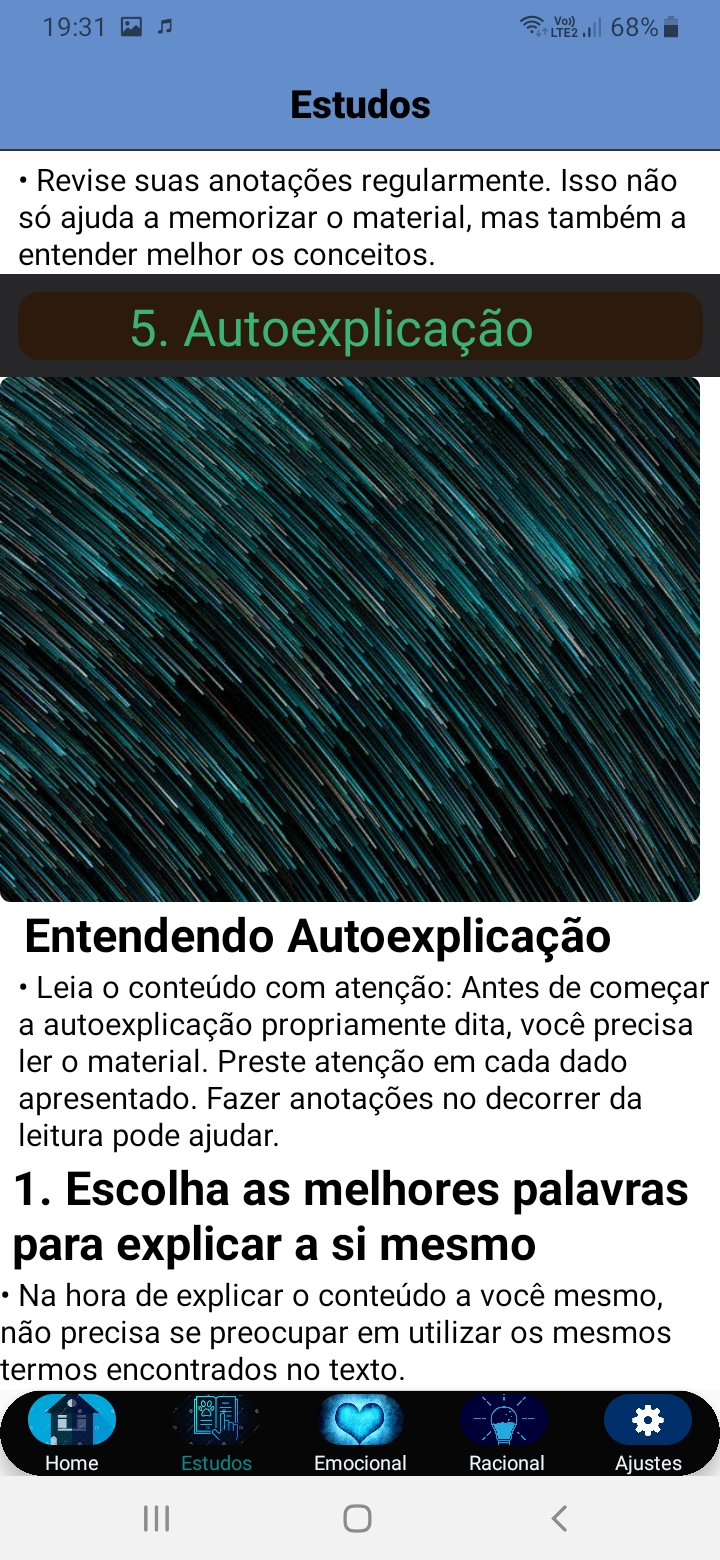 19:31
Vo))
LTE2
68%
Estudos
• Revise suas anotações regularmente. Isso não
só ajuda a memorizar o material, mas também a
entender melhor os conceitos.
5. Autoexplicação
Entendendo Autoexplicação
• Leia o conteúdo com atenção: Antes de começar
a autoexplicação propriamente dita, você precisa
ler o material. Preste atenção em cada dado
apresentado. Fazer anotações no decorrer da
leitura pode ajudar.
1. Escolha as melhores palavras
para explicar a si mesmo
• Na hora de explicar o conteúdo a você mesmo,
não precisa se preocupar em utilizar os mesmos
termos encontrados no texto.
Home Estudos Emocional Racional Ajustes